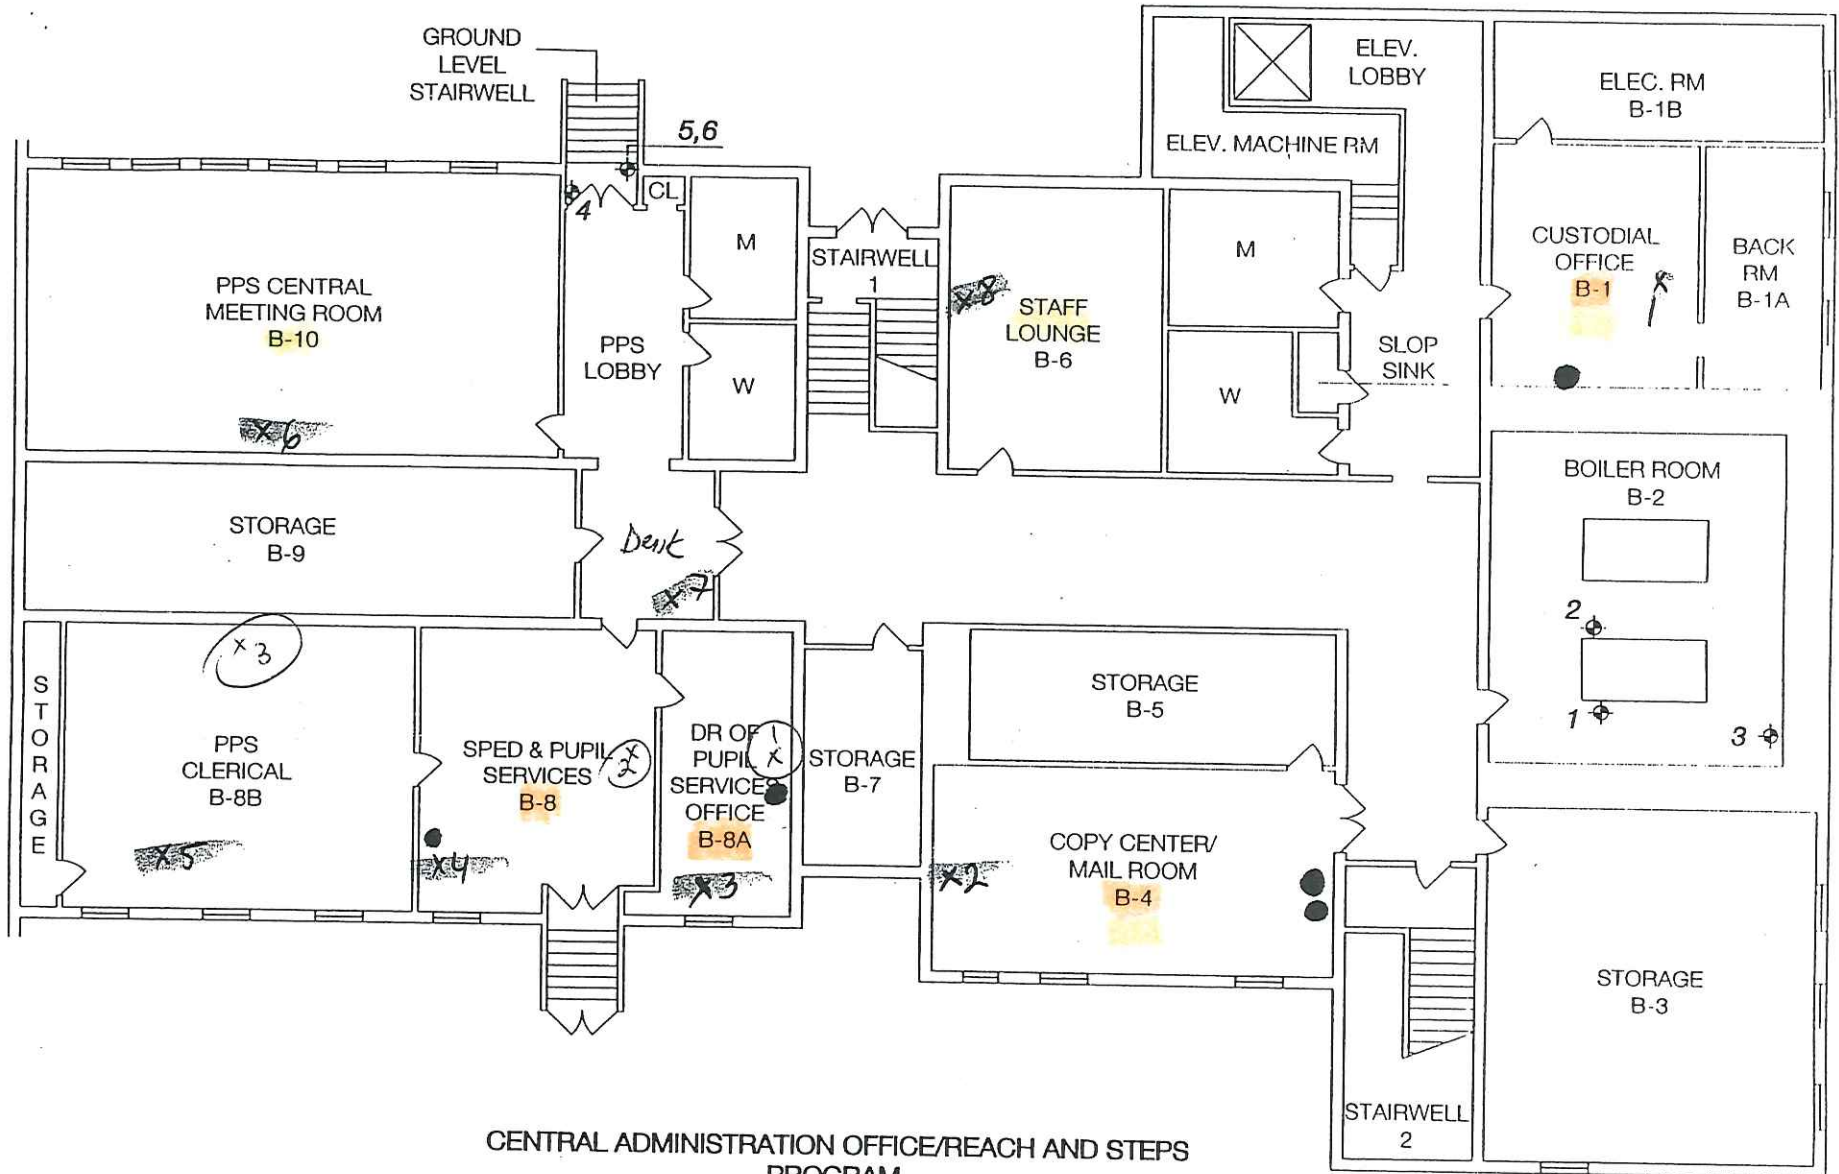 GROUND
LEVEL
STAIRWELL
5,6
4
CL
ELEV.
LOBBY
ELEV. MACHINE RM
ELEC. RM
B-1B
PPS CENTRAL
MEETING ROOM
B-10
x6
PPS
LOBBY
M
W
STAIRWELL
1
x8
STAFF
LOUNGE
B-6
M
W
SLOP
SINK
CUSTODIAL
OFFICE
B-1
x
1
BACK
RM
B-1A
STORAGE
B-9
x7
BOILER ROOM
B-2
2
1
3
STORAGE
x3
PPS
CLERICAL
B-8B
x5
SPED & PUPIL
SERVICES
B-8
x
2
x4
DR OF
PUPIL
SERVICES
OFFICE
B-8A
1
x
x3
STORAGE
B-7
STORAGE
B-5
x2
COPY CENTER/
MAIL ROOM
B-4
STORAGE
B-3
STAIRWELL
2
CENTRAL ADMINISTRATION OFFICE/REACH AND STEPS
PROGRAM